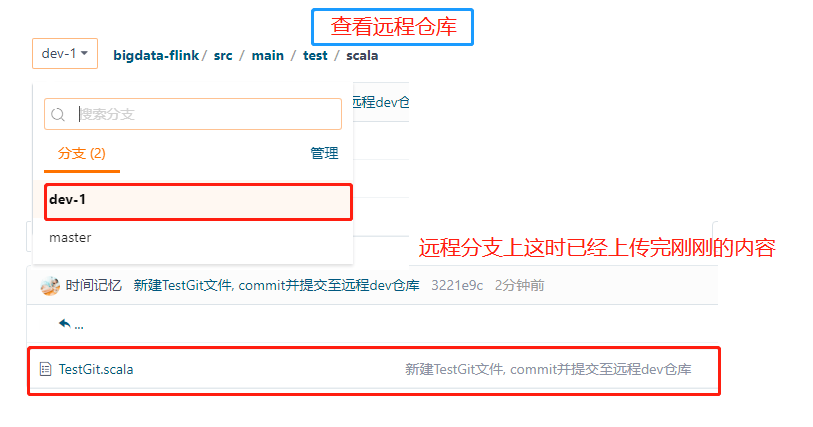 查看远程仓库
dev-1 bigdata-flink / src / main / test / scala
远程dev仓
搜索分支
分支 (2) 管理
dev-1
master
远程分支上这时已经上传完刚刚的内容
时间记忆 新建TestGit文件, commit并提交至远程dev仓库 3221e9c 2分钟前
...
TestGit.scala 新建TestGit文件, commit并提交至远程dev仓库